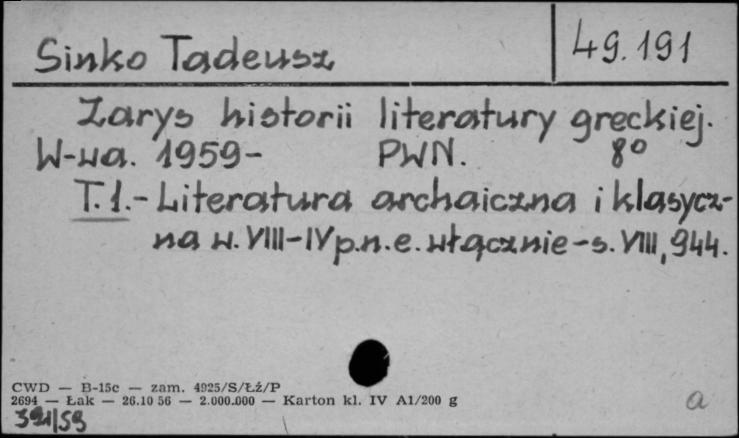 Sinko Tadeusz
49.191
Zarys historii literatury greckiej.
W-wa. 1959- PWN. 8°
T.1.- Literatura archaiczna i klasycz-
na w. VIII-IV p.n.e. włącznie - s. VIII, 944.
CWD — B-15c — zam. 4925/S/Łź/P
2694 — Łak — 26.10 56 — 2.000.000 — Karton kl. IV A1/200 g
a